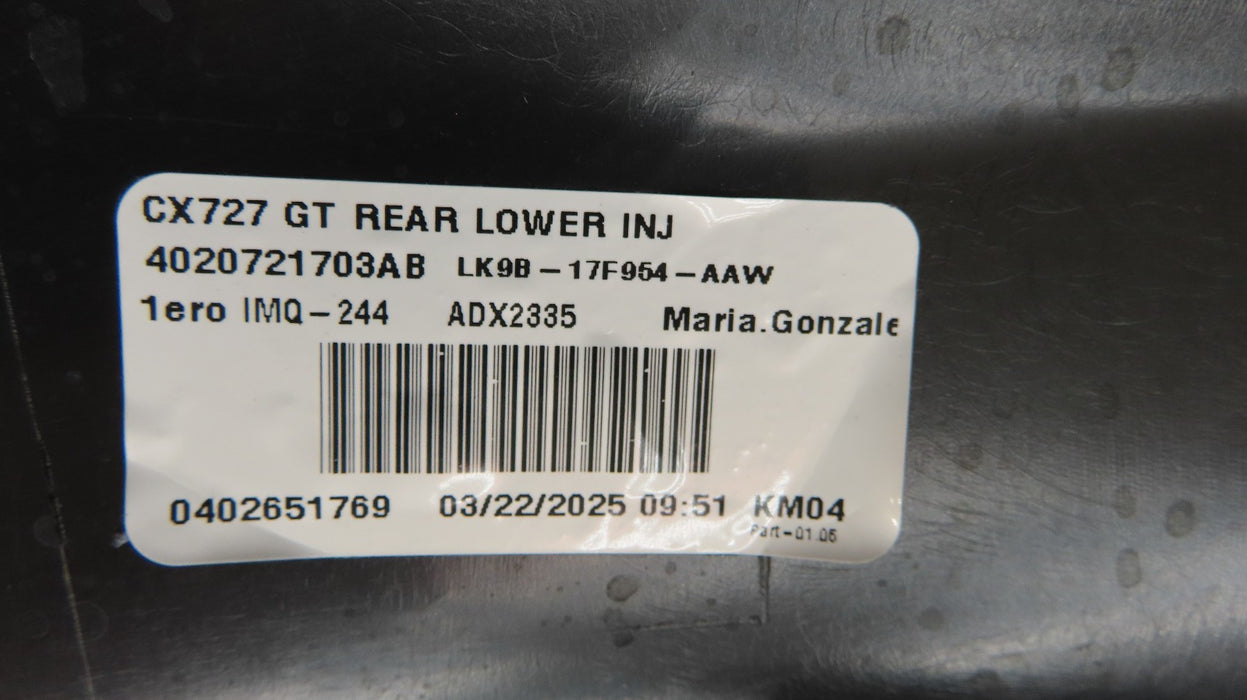 CX727 GT REAR LOWER INJ
4020721703AB LK9B-17F954-AAW
1ero IMQ-244 ADX2335 Maria.Gonzale
0402651769 03/22/2025 09:51 KM04
Part-01.05